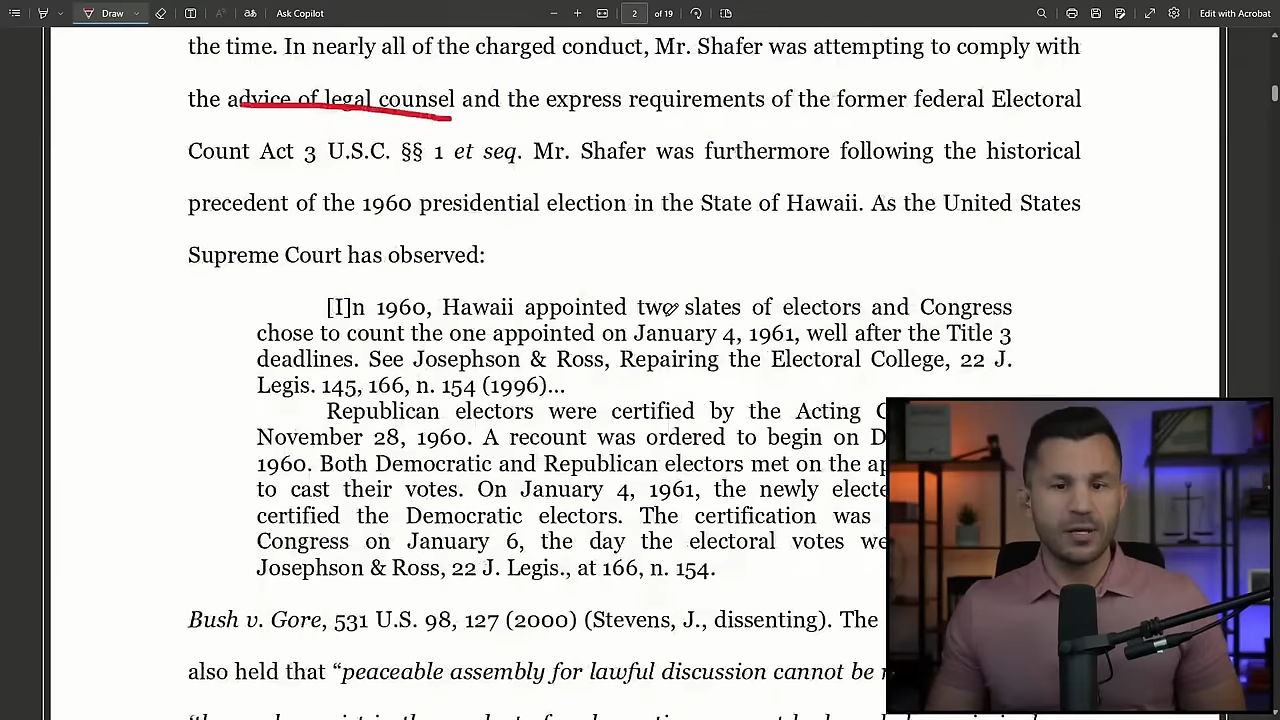 Draw
Ask Copilot
2 of 19
Edit with Acrobat
the time. In nearly all of the charged conduct, Mr. Shafer was attempting to comply with
the advice of legal counsel and the express requirements of the former federal Electoral
Count Act 3 U.S.C. §§ 1 et seq. Mr. Shafer was furthermore following the historical
precedent of the 1960 presidential election in the State of Hawaii. As the United States
Supreme Court has observed:
[I]n 1960, Hawaii appointed two slates of electors and Congress
chose to count the one appointed on January 4, 1961, well after the Title 3
deadlines. See Josephson & Ross, Repairing the Electoral College, 22 J.
Legis. 145, 166, n. 154 (1996)…
Republican electors were certified by the Acting
November 28, 1960. A recount was ordered to begin on
1960. Both Democratic and Republican electors met on the
to cast their votes. On January 4, 1961, the newly
certified the Democratic electors. The certification was
Congress on January 6, the day the electoral votes
Josephson & Ross, 22 J. Legis., at 166, n. 154.
Bush v. Gore, 531 U.S. 98, 127 (2000) (Stevens, J., dissenting). The
also held that “peaceable assembly for lawful discussion cannot be